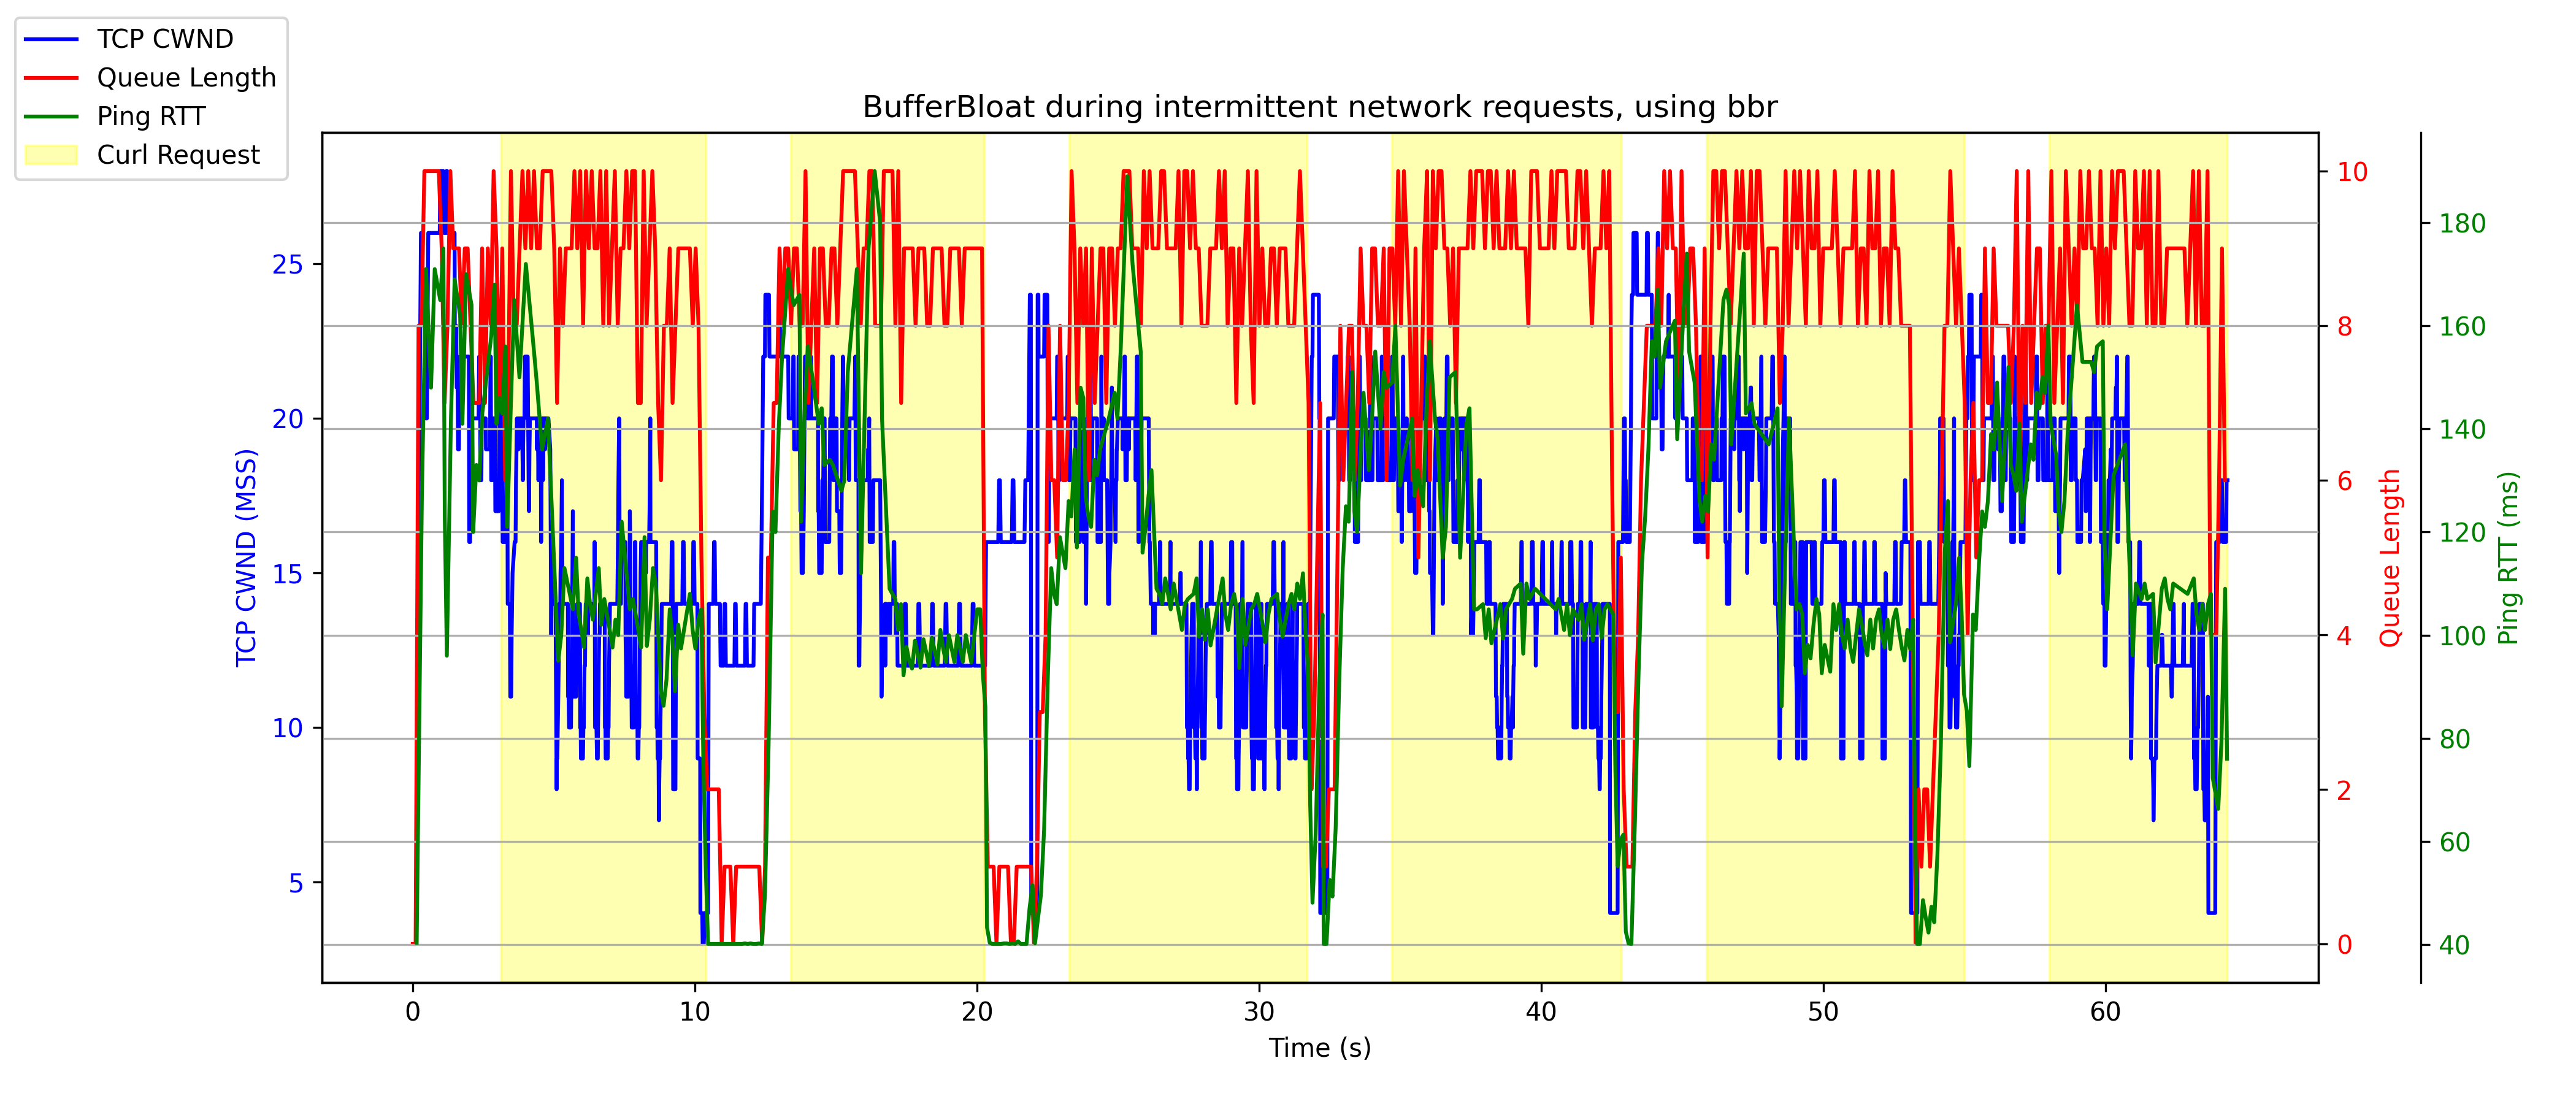 TCP CWND
Queue Length
Ping RTT
Curl Request
BufferBloat during intermittent network requests, using bbr
TCP CWND (MSS)
25
20
15
10
5
10
8
6
4
2
0
Queue Length
180
160
140
120
100
80
60
40
Ping RTT (ms)
0 10 20 30 40 50 60
Time (s)